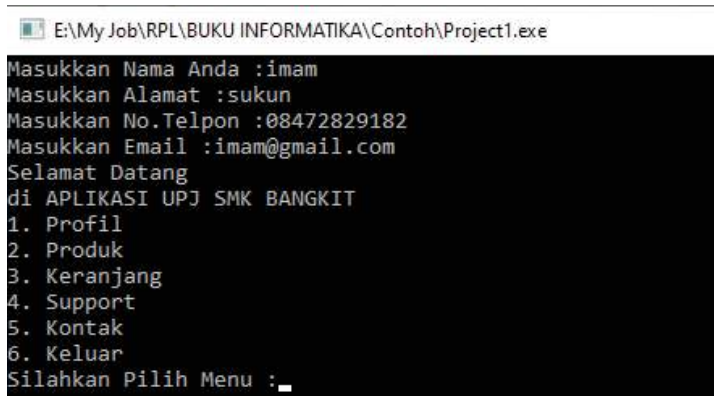 E:\My Job\RPL\BUKU INFORMATIKA\Contoh\Project1.exe
Masukkan Nama Anda :imam
Masukkan Alamat :sukun
Masukkan No.Telpon :08472829182
Masukkan Email :imam@gmail.com
Selamat Datang
di APLIKASI UPJ SMK BANGKIT
1. Profil
2. Produk
3. Keranjang
4. Support
5. Kontak
6. Keluar
Silahkan Pilih Menu :